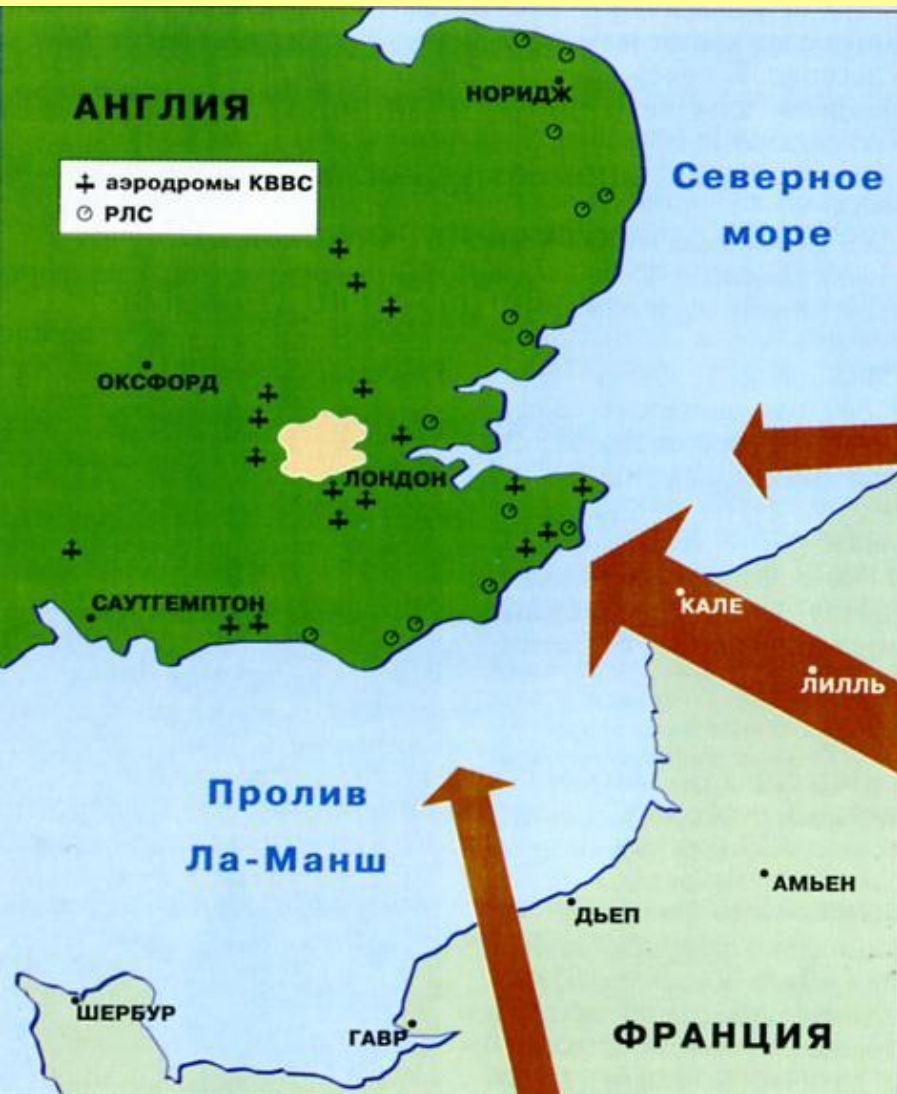 АНГЛИЯ
НОРИДЖ
аэродромы КВВС
РЛС
Северное
море
ОКСФОРД
ЛОНДОН
САУТГЕМПТОН
КАЛЕ
ЛИЛЛЬ
Пролив
Ла-Манш
АМЬЕН
ДЬЕП
ШЕРБУР
ГАВР
ФРАНЦИЯ